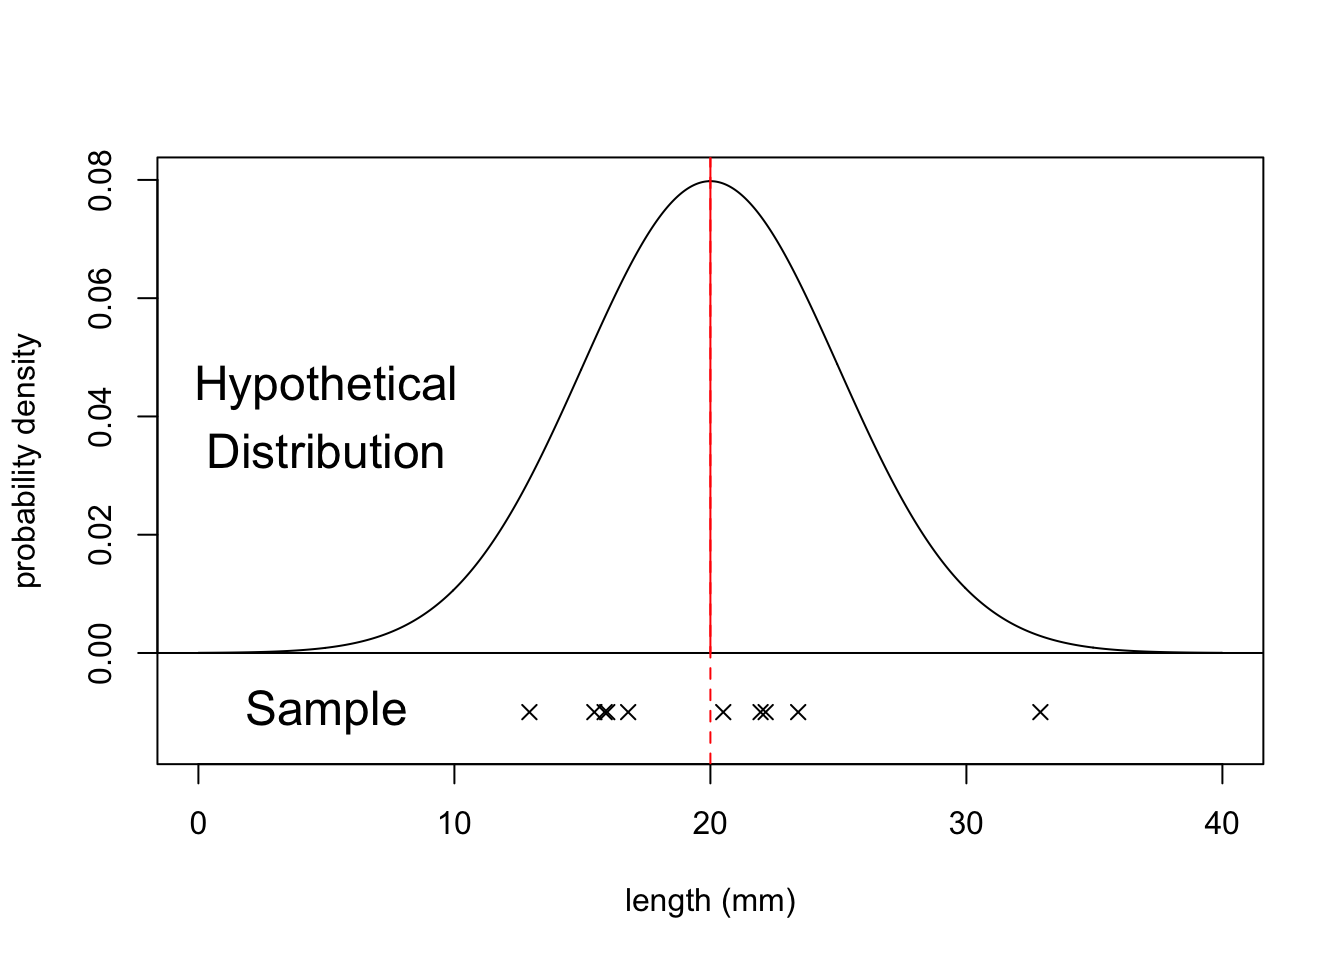 0.08
0.06
0.04
0.02
0.00
probability density
Hypothetical
Distribution
Sample
0 10 20 30 40
length (mm)